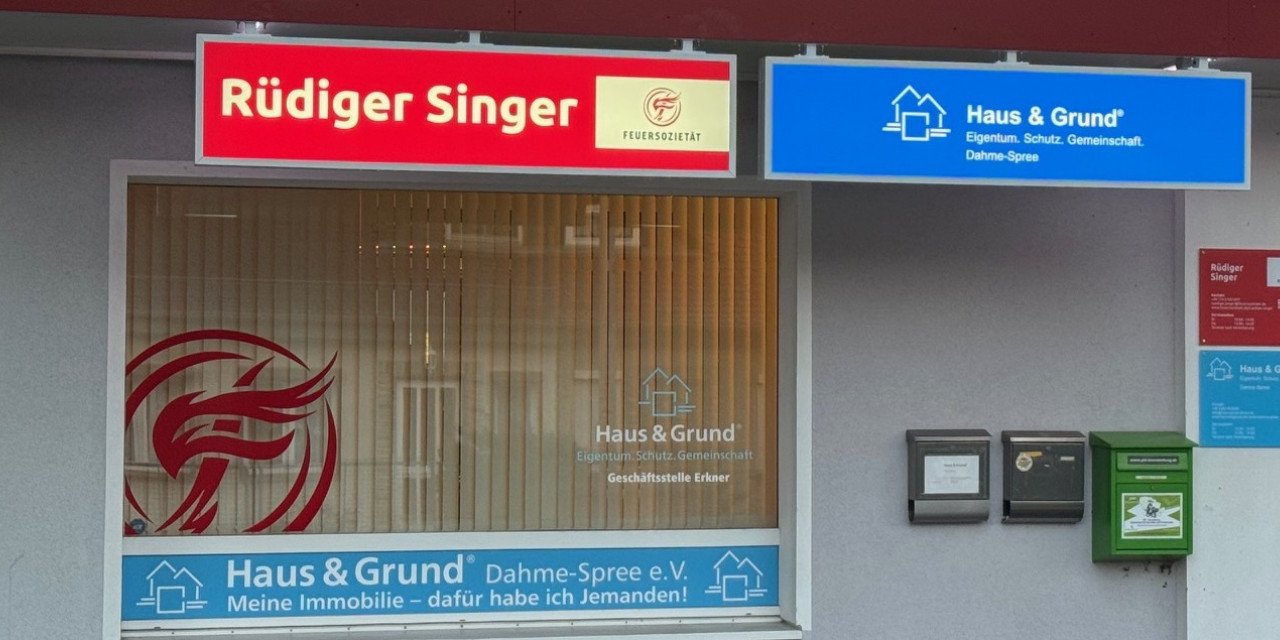 Rüdiger Singer
FEUERSOZIETÄT
Haus & Grund®
Eigentum. Schutz. Gemeinschaft.
Dahme-Spree
Haus & Grund®
Eigentum. Schutz. Gemeinschaft
Geschäftsstelle Erkner
Haus & Grund® Dahme-Spree e.V.
Meine Immobilie – dafür habe ich Jemanden!
Rüdiger
Singer
Haus & G